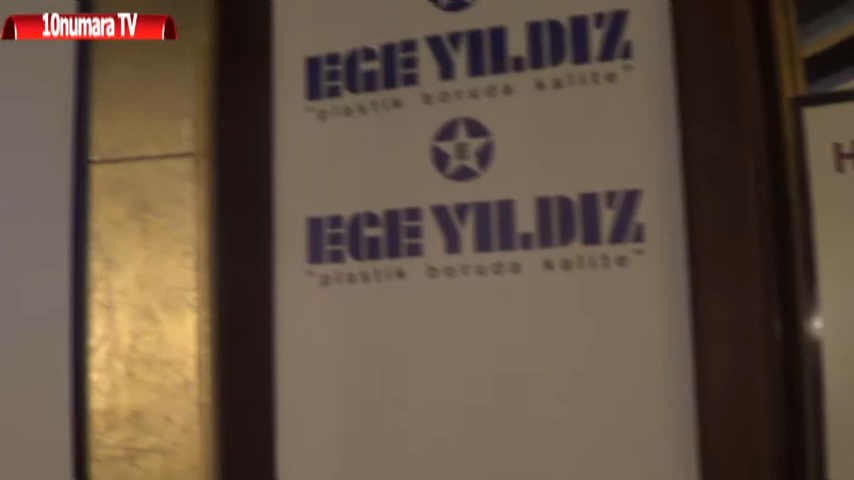 10numara TV
EGE YILDIZ
"plastik boruda kalite"
E
EGE YILDIZ
"plastik boruda kalite"
H